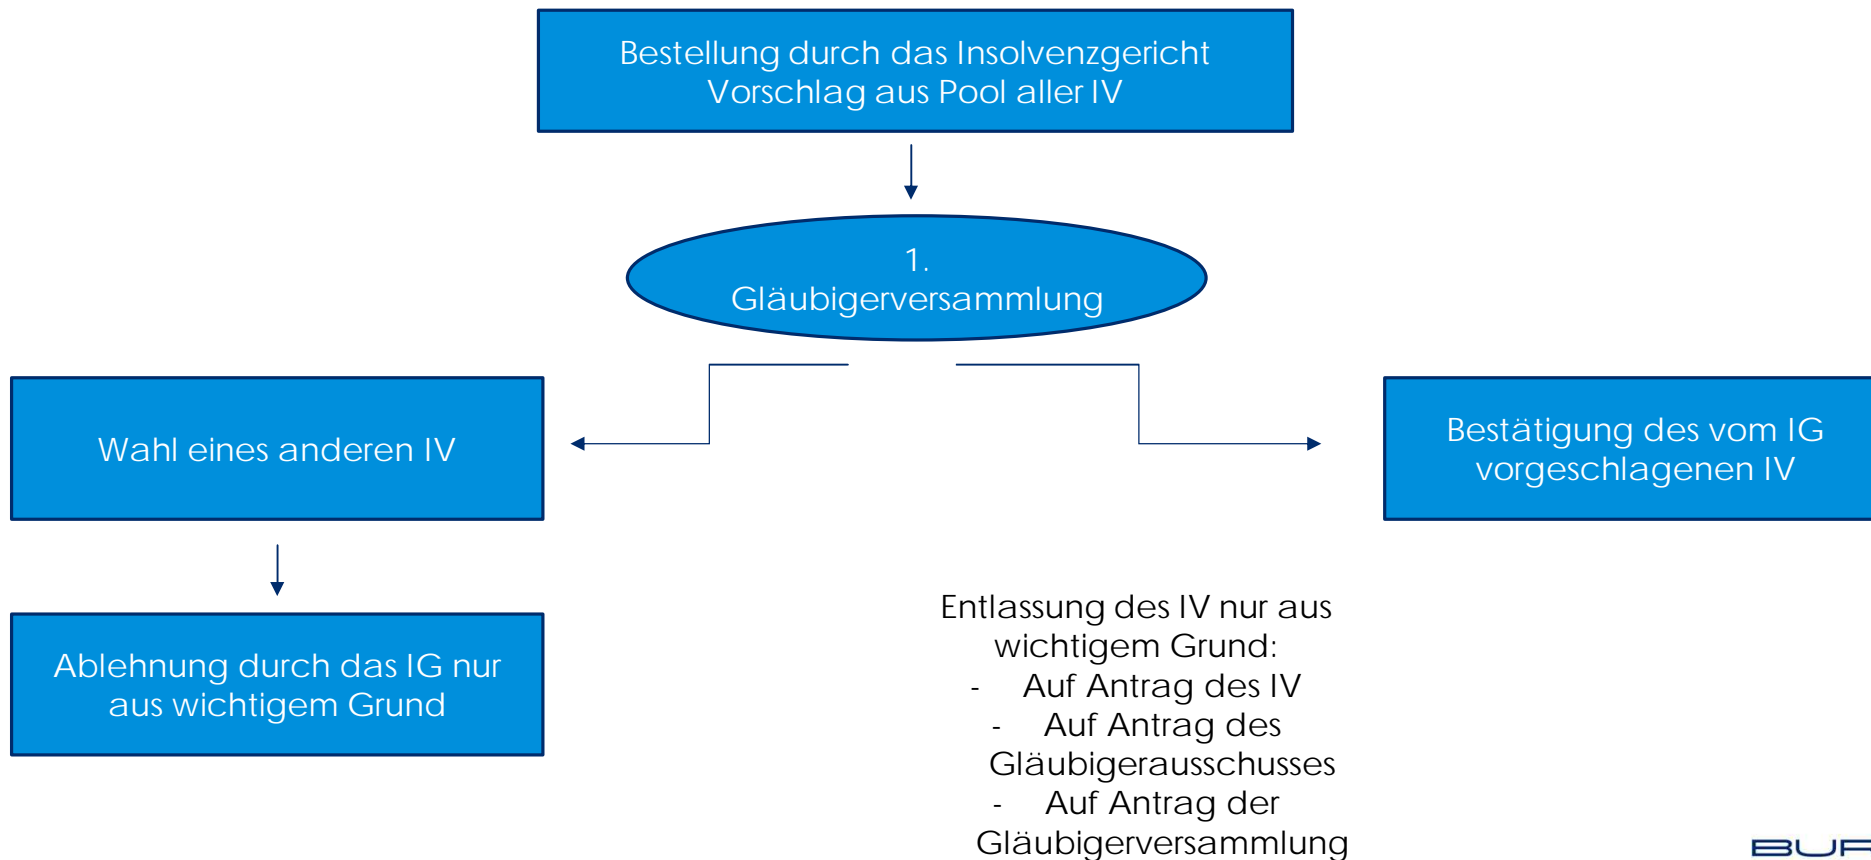 Bestellung durch das Insolvenzgericht
Vorschlag aus Pool aller IV
1.
Gläubigerversammlung
Wahl eines anderen IV
Bestätigung des vom IG
vorgeschlagenen IV
Ablehnung durch das IG nur
aus wichtigem Grund
Entlassung des IV nur aus
wichtigem Grund:
- Auf Antrag des IV
- Auf Antrag des
Gläubigerausschusses
- Auf Antrag der
Gläubigerversammlung